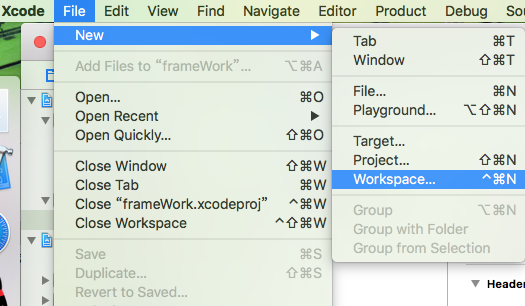 Xcode File Edit View Find Navigate Editor Product Debug
New
Add Files to “frameWork”... ⌥⌘A
Open... ⌘O
Open Recent
Open Quickly... ⇧⌘O
Close Window ⇧⌘W
Close Tab ⌘W
Close “frameWork.xcodeproj” ^⌘W
Close Workspace ^⇧⌘W
Save ⌘S
Duplicate... ⇧⌘S
Revert to Saved...
Tab ⌘T
Window ⇧⌘T
File... ⌘N
Playground... ⌥⇧⌘N
Target...
Project... ⇧⌘N
Workspace... ^⌘N
Group ⌥⌘N
Group with Folder
Group from Selection